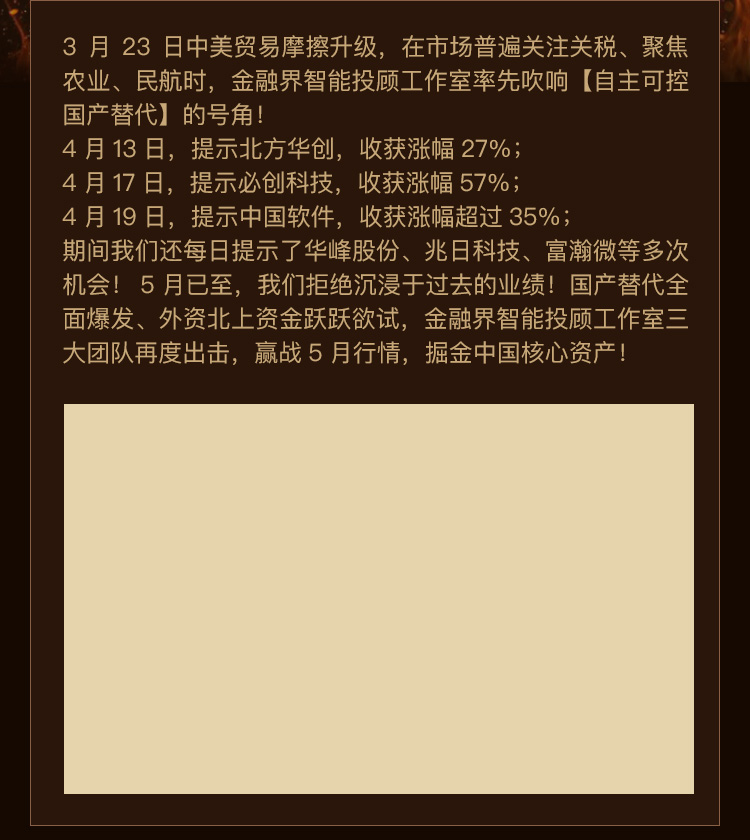 3 月 23 日中美贸易摩擦升级，在市场普遍关注关税、聚焦
农业、民航时，金融界智能投顾工作室率先吹响【自主可控
国产替代】的号角！
4 月 13 日，提示北方华创，收获涨幅 27%；
4 月 17 日，提示必创科技，收获涨幅 57%；
4 月 19 日，提示中国软件，收获涨幅超过 35%；
期间我们还每日提示了华峰股份、兆日科技、富瀚微等多次
机会！ 5 月已至，我们拒绝沉浸于过去的业绩！国产替代全
面爆发、外资北上资金跃跃欲试，金融界智能投顾工作室三
大团队再度出击，赢战 5 月行情，掘金中国核心资产！